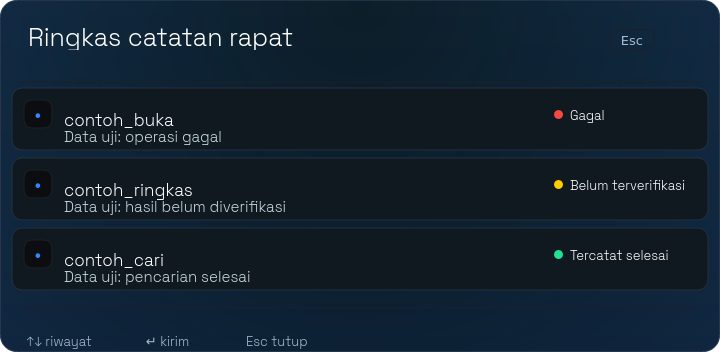 Ringkas catatan rapat
Esc
contoh_buka
Data uji: operasi gagal
Gagal
contoh_ringkas
Data uji: hasil belum diverifikasi
Belum terverifikasi
contoh_cari
Data uji: pencarian selesai
Tercatat selesai
↑↓ riwayat
↵ kirim
Esc tutup